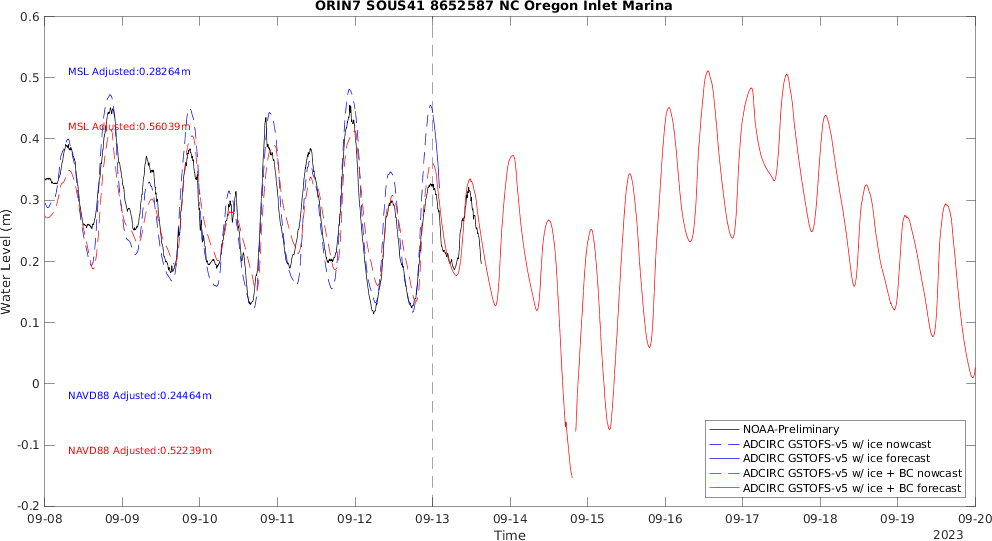 ORIN7 SOUS41 8652587 NC Oregon Inlet Marina
0.6
0.5
0.4
0.3
0.2
0.1
0
-0.1
-0.2
Water Level (m)
MSL Adjusted:0.28264m
MSL Adjusted:0.56039m
NAVD88 Adjusted:0.24464m
NAVD88 Adjusted:0.52239m
NOAA-Preliminary
ADCIRC GSTOFS-v5 w/ ice nowcast
ADCIRC GSTOFS-v5 w/ ice forecast
ADCIRC GSTOFS-v5 w/ ice + BC nowcast
ADCIRC GSTOFS-v5 w/ ice + BC forecast
09-08 09-09 09-10 09-11 09-12 09-13 09-14 09-15 09-16 09-17 09-18 09-19 09-20
Time
2023